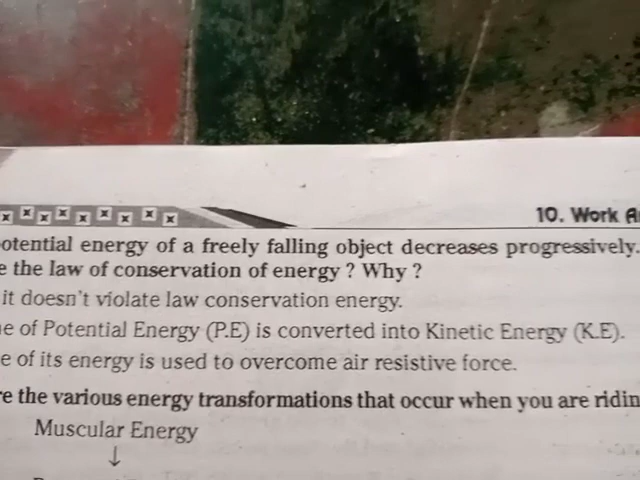 10. Work A
otential energy of a freely falling object decreases progressively.
e the law of conservation of energy ? Why ?
it doesn't violate law conservation energy.
e of Potential Energy (P.E) is converted into Kinetic Energy (K.E).
e of its energy is used to overcome air resistive force.
e the various energy transformations that occur when you are ridin
Muscular Energy
↓